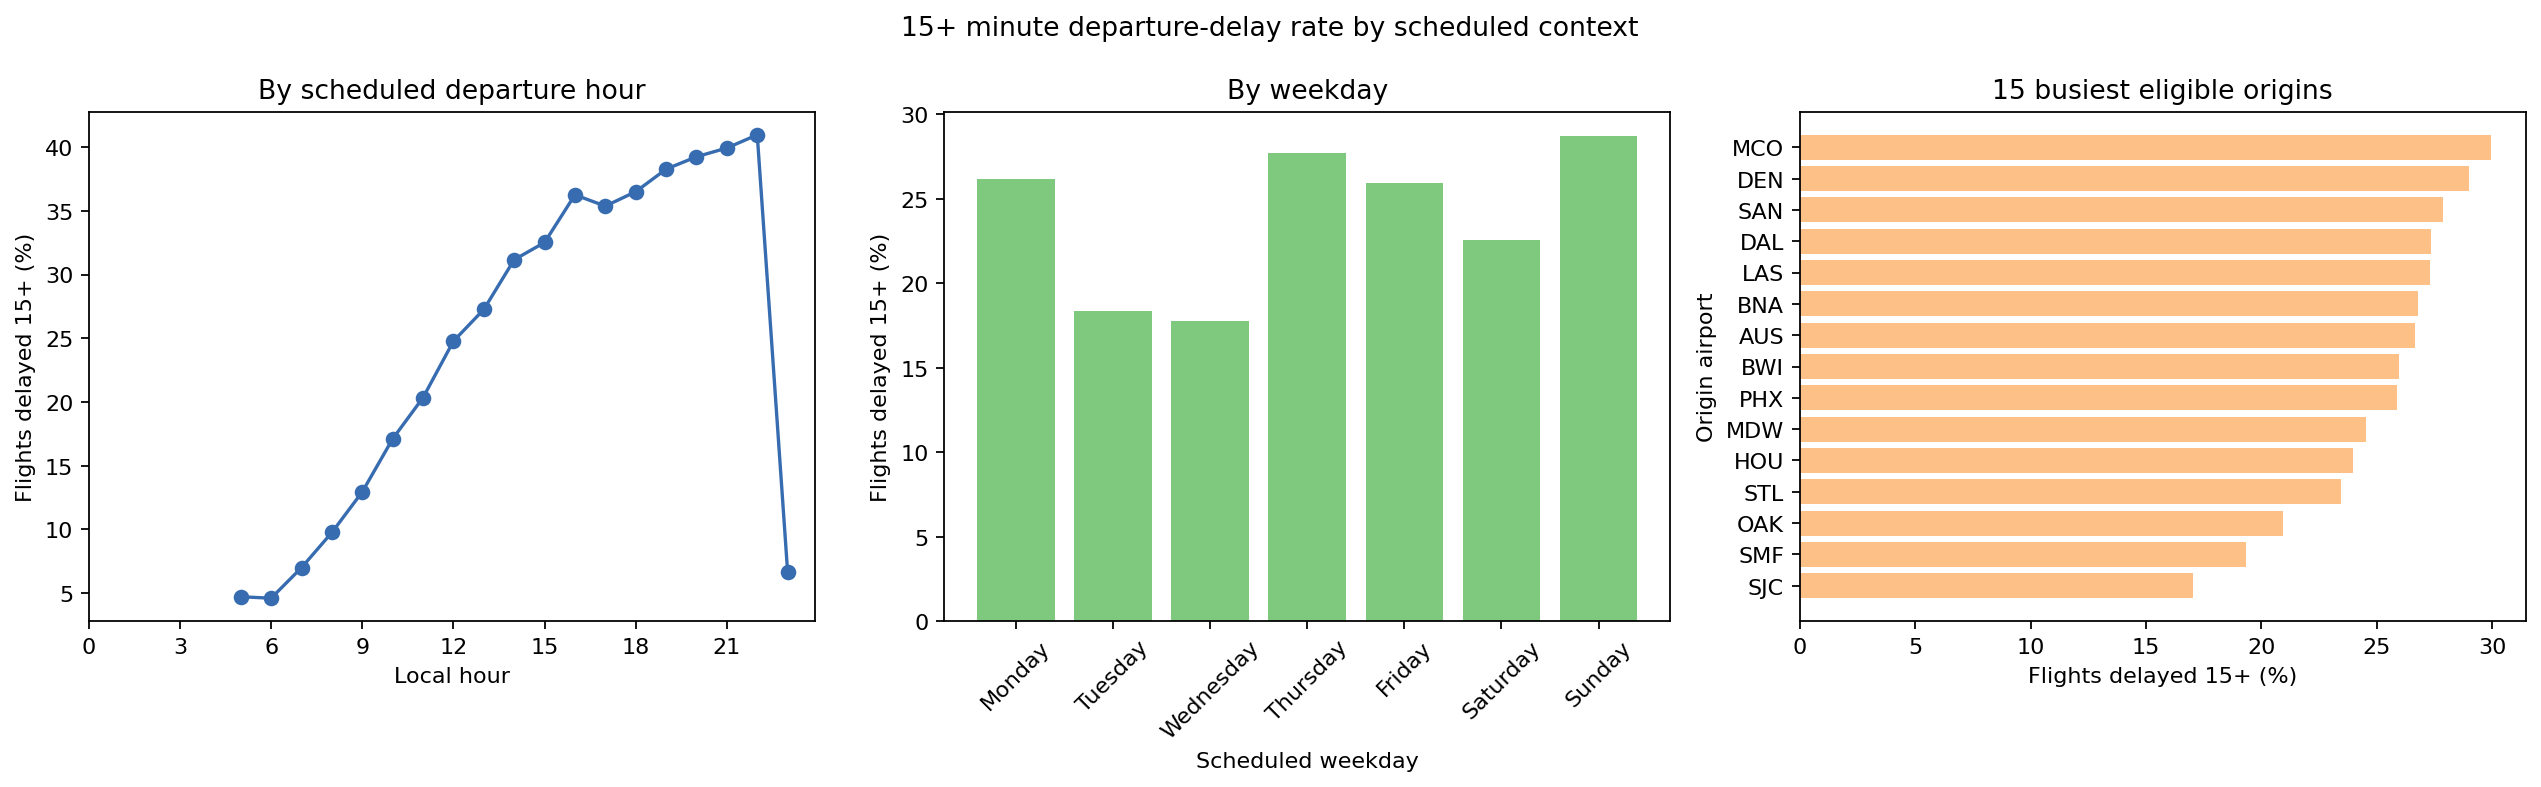 15+ minute departure-delay rate by scheduled context
By scheduled departure hour
40
35
30
25
20
15
10
5
Flights delayed 15+ (%)
0 3 6 9 12 15 18 21
Local hour
By weekday
30
25
20
15
10
5
0
Flights delayed 15+ (%)
Monday
Tuesday
Wednesday
Thursday
Friday
Saturday
Sunday
Scheduled weekday
15 busiest eligible origins
Origin airport
MCO
DEN
SAN
DAL
LAS
BNA
AUS
BWI
PHX
MDW
HOU
STL
OAK
SMF
SJC
0 5 10 15 20 25 30
Flights delayed 15+ (%)